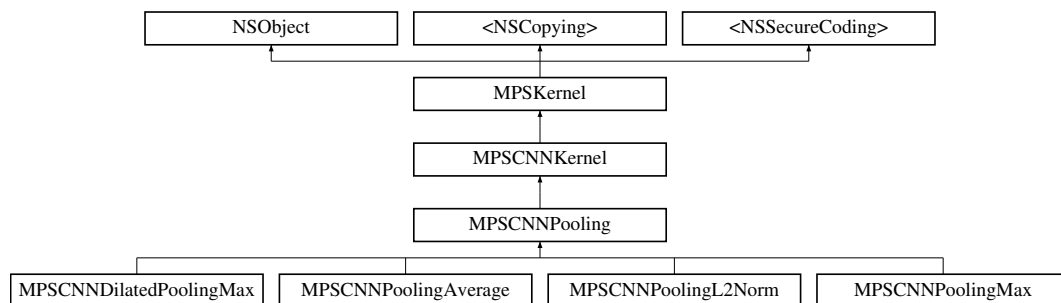 NSObject
<NSCopying>
<NSSecureCoding>
MPSKernel
MPSCNNKernel
MPSCNNPooling
MPSCNNDilatedPoolingMax
MPSCNNPoolingAverage
MPSCNNPoolingL2Norm
MPSCNNPoolingMax